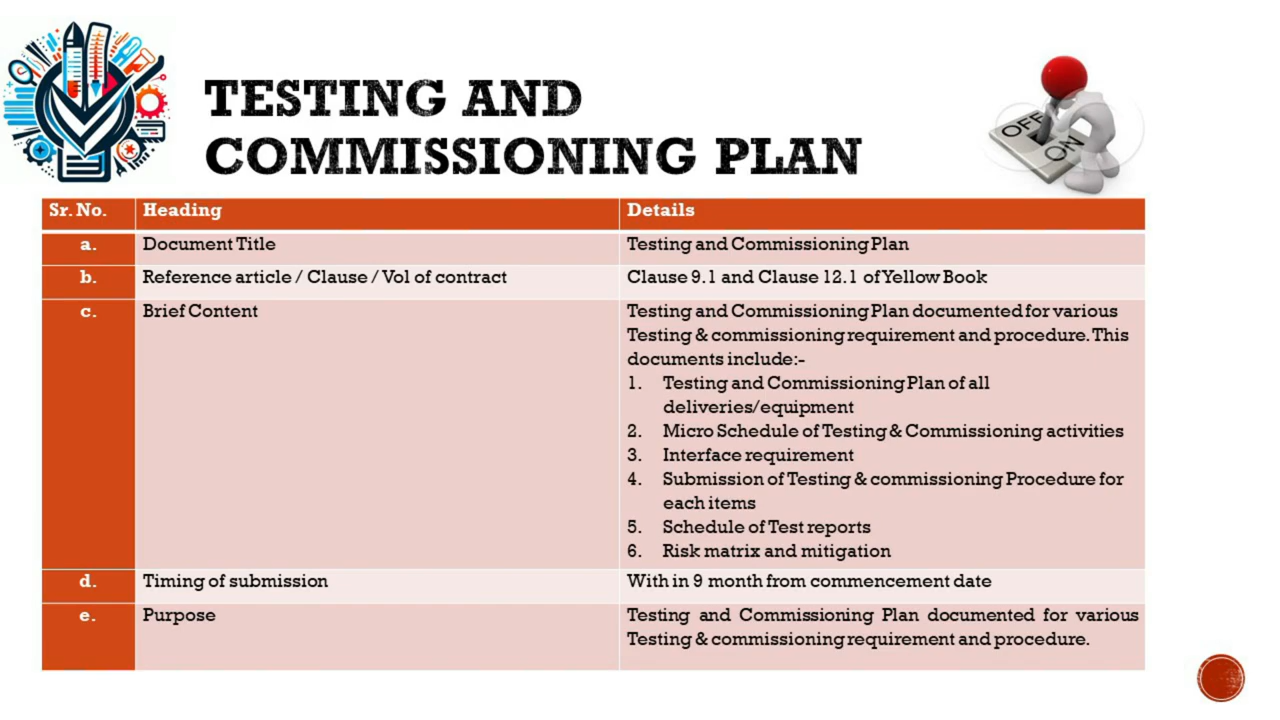 TESTING AND
COMMISSIONING PLAN
OFF
ON
Sr. No. Heading Details
a. Document Title Testing and Commissioning Plan
b. Reference article / Clause / Vol of contract Clause 9.1 and Clause 12.1 of Yellow Book
c. Brief Content Testing and Commissioning Plan documented for various
Testing & commissioning requirement and procedure. This
documents include:-
1. Testing and Commissioning Plan of all
deliveries/equipment
2. Micro Schedule of Testing & Commissioning activities
3. Interface requirement
4. Submission of Testing & commissioning Procedure for
each items
5. Schedule of Test reports
6. Risk matrix and mitigation
d. Timing of submission With in 9 month from commencement date
e. Purpose Testing and Commissioning Plan documented for various
Testing & commissioning requirement and procedure.